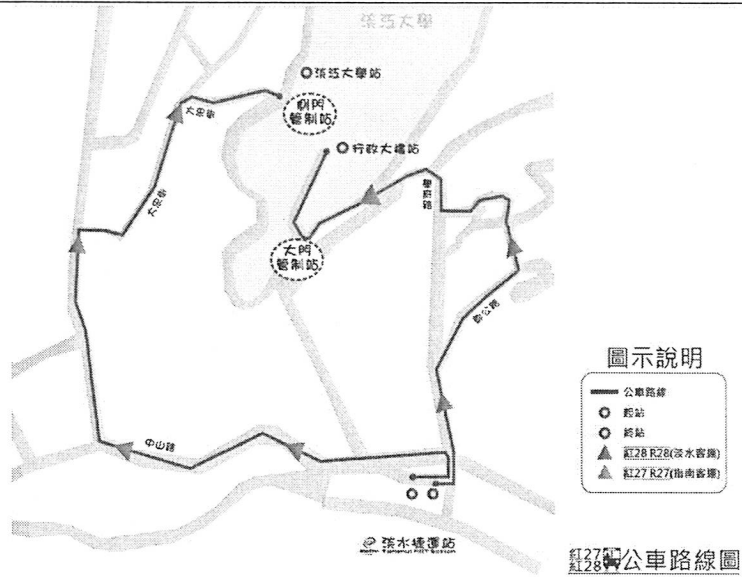 淡江大學
淡江大學站
側門
管制站
大忠街
行政大樓站
學府路
大忠街
大門
管制站
鄧公路
圖示說明
公車路線
起站
終站
紅28 R28(淡水客運)
紅27 R27(指南客運)
中山路
淡水捷運站
紅27
紅28
公車路線圖